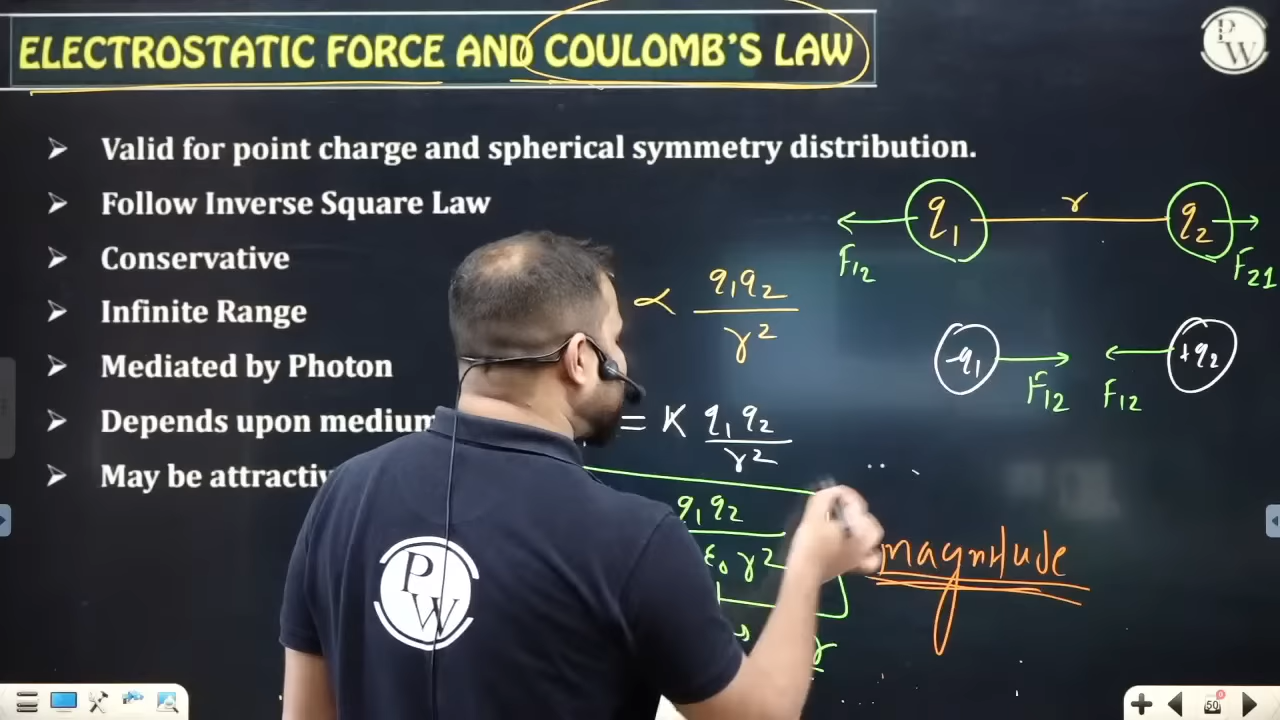 ELECTROSTATIC FORCE AND COULOMB'S LAW
PW
➤ Valid for point charge and spherical symmetry distribution.
➤ Follow Inverse Square Law
➤ Conservative
➤ Infinite Range
➤ Mediated by Photon
➤ Depends upon medium
➤ May be
q₁ r q₂
F₁₂ F₂₁
∝ q₁q₂ / r²
-q₁ +q₂
F₁₂ F₁₂
= K q₁q₂ / r²
q₁q₂
ε₀ r²
magnitude
r
PW
50